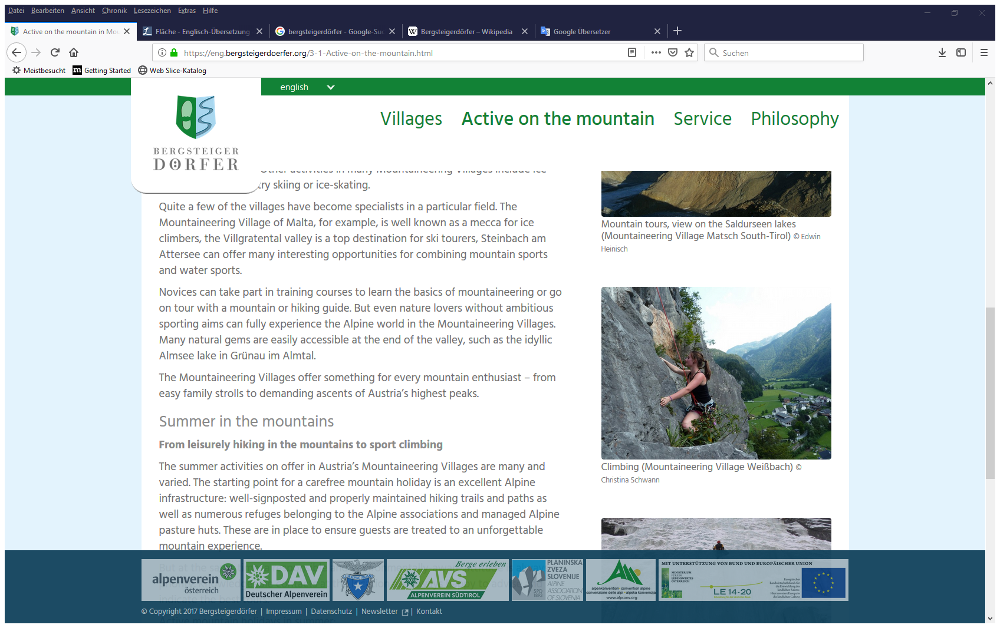 Datei Bearbeiten Ansicht Chronik Lesezeichen Extras Hilfe
Active on the mountain in Mou
Fläche - Englisch-Übersetzung
bergsteigerdörfer - Google-Suc
Bergsteigerdörfer – Wikipedia
Google Übersetzer
https://eng.bergsteigerdoerfer.org/3-1-Active-on-the-mountain.html
Suchen
Meistbesucht Getting Started Web Slice-Katalog
english
BERGSTEIGER
DÖRFER
Villages Active on the mountain Service Philosophy
Other activities in many Mountaineering Villages include ice
try skiing or ice-skating.
Quite a few of the villages have become specialists in a particular field. The
Mountaineering Village of Malta, for example, is well known as a mecca for ice
climbers, the Villgratental valley is a top destination for ski tourers, Steinbach am
Attersee can offer many interesting opportunities for combining mountain sports
and water sports.
Novices can take part in training courses to learn the basics of mountaineering or go
on tour with a mountain or hiking guide. But even nature lovers without ambitious
sporting aims can fully experience the Alpine world in the Mountaineering Villages.
Many natural gems are easily accessible at the end of the valley, such as the idyllic
Almsee lake in Grünau im Almtal.
The Mountaineering Villages offer something for every mountain enthusiast – from
easy family strolls to demanding ascents of Austria's highest peaks.
Summer in the mountains
From leisurely hiking in the mountains to sport climbing
The summer activities on offer in Austria's Mountaineering Villages are many and
varied. The starting point for a carefree mountain holiday is an excellent Alpine
infrastructure: well-signposted and properly maintained hiking trails and paths as
well as numerous refuges belonging to the Alpine associations and managed Alpine
pasture huts. These are in place to ensure guests are treated to an unforgettable
mountain experience.
Mountain tours, view on the Saldurseen lakes
(Mountaineering Village Matsch South-Tirol) © Edwin
Heinisch
Climbing (Mountaineering Village Weißbach) ©
Christina Schwann
alpenverein
österreich
DAV
Deutscher Alpenverein
Berge erleben
AVS
ALPENVEREIN SÜDTIROL
SPD
1893
PLANINSKA
ZVEZA
SLOVENIJE
ALPINE
ASSOCIATION
OF SLOVENIA
alpenkonvention·convention alpine
convenzione delle alpi·alpska konvencija
www.alpconv.org
MIT UNTERSTÜTZUNG VON BUND UND EUROPÄISCHER UNION
MINISTERIUM
FÜR EIN
LEBENSWERTES
ÖSTERREICH
LE 14-20
© Copyright 2017 Bergsteigerdörfer | Impressum | Datenschutz | Newsletter | Kontakt